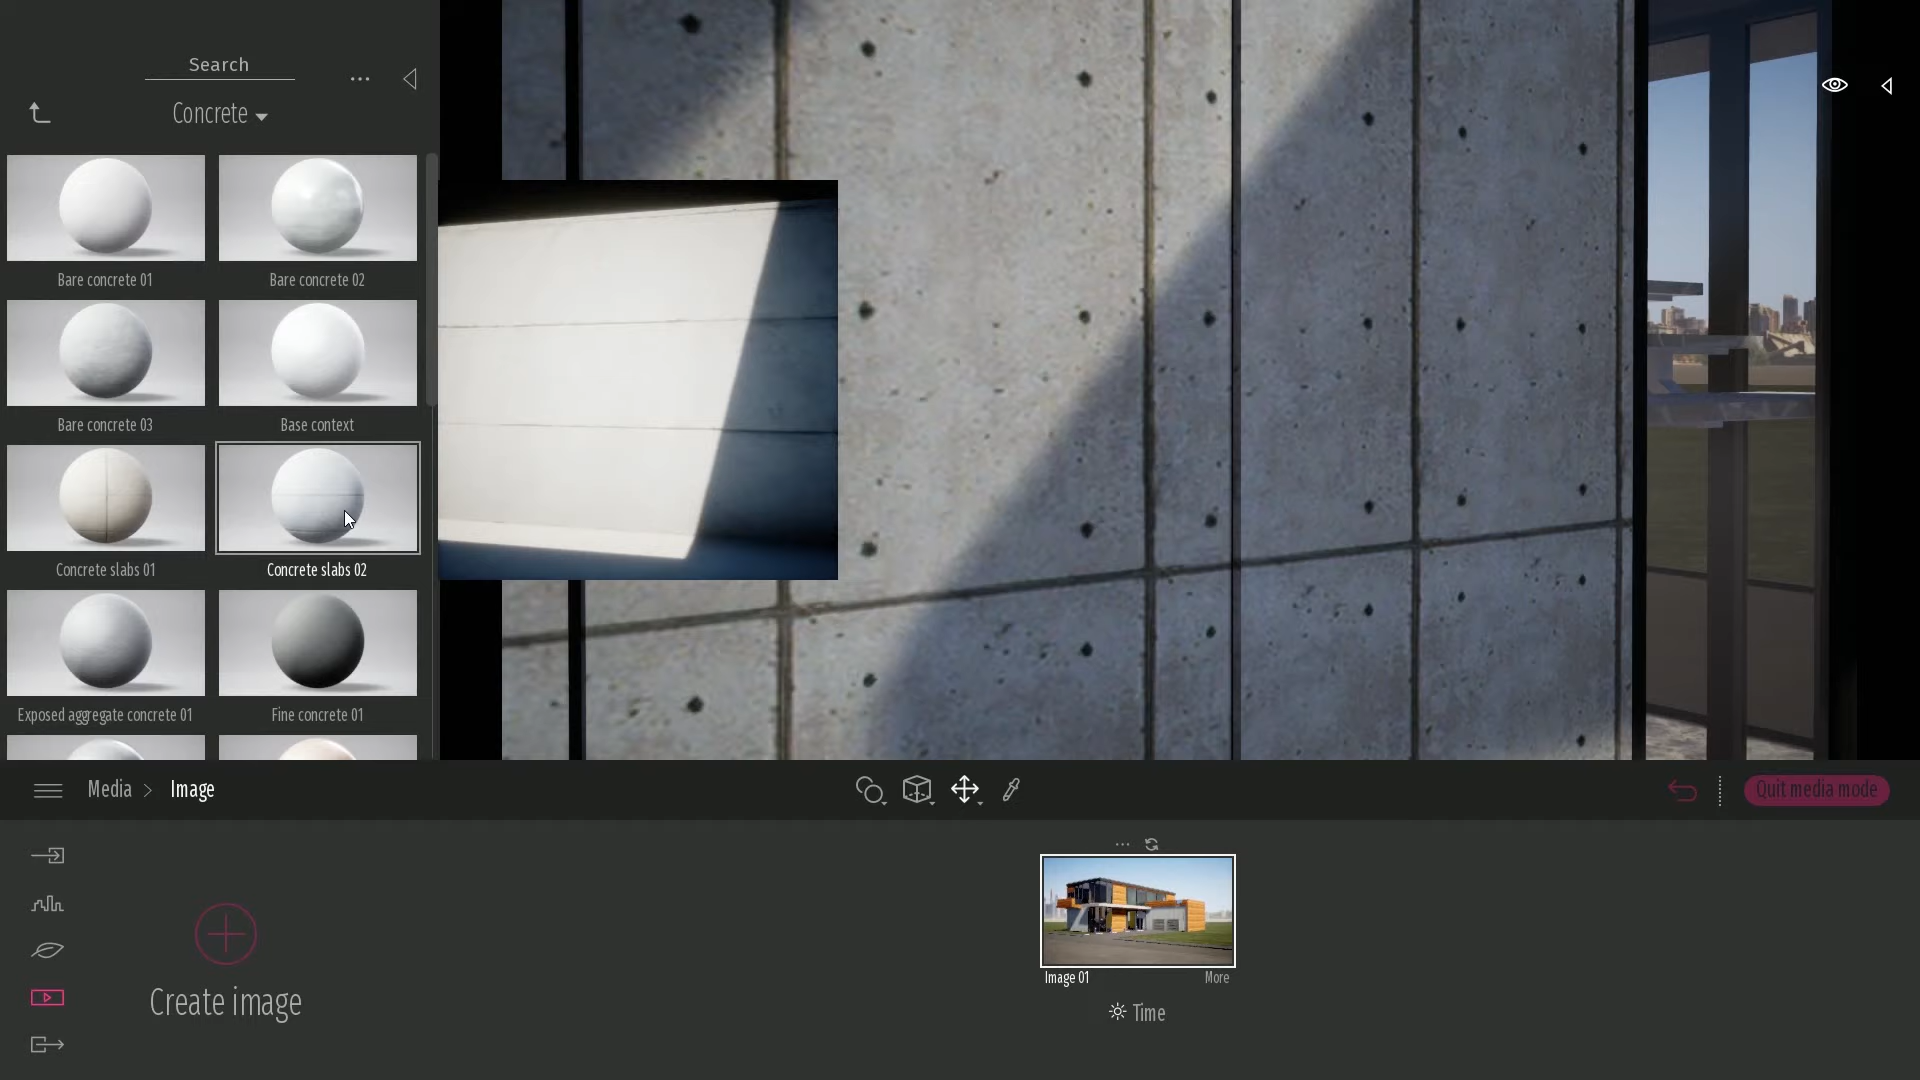 Search
Concrete
Bare concrete 01
Bare concrete 02
Bare concrete 03
Base context
Concrete slabs 01
Concrete slabs 02
Exposed aggregate concrete 01
Fine concrete 01
Media > Image
Quit media mode
Create image
Image 01
More
Time